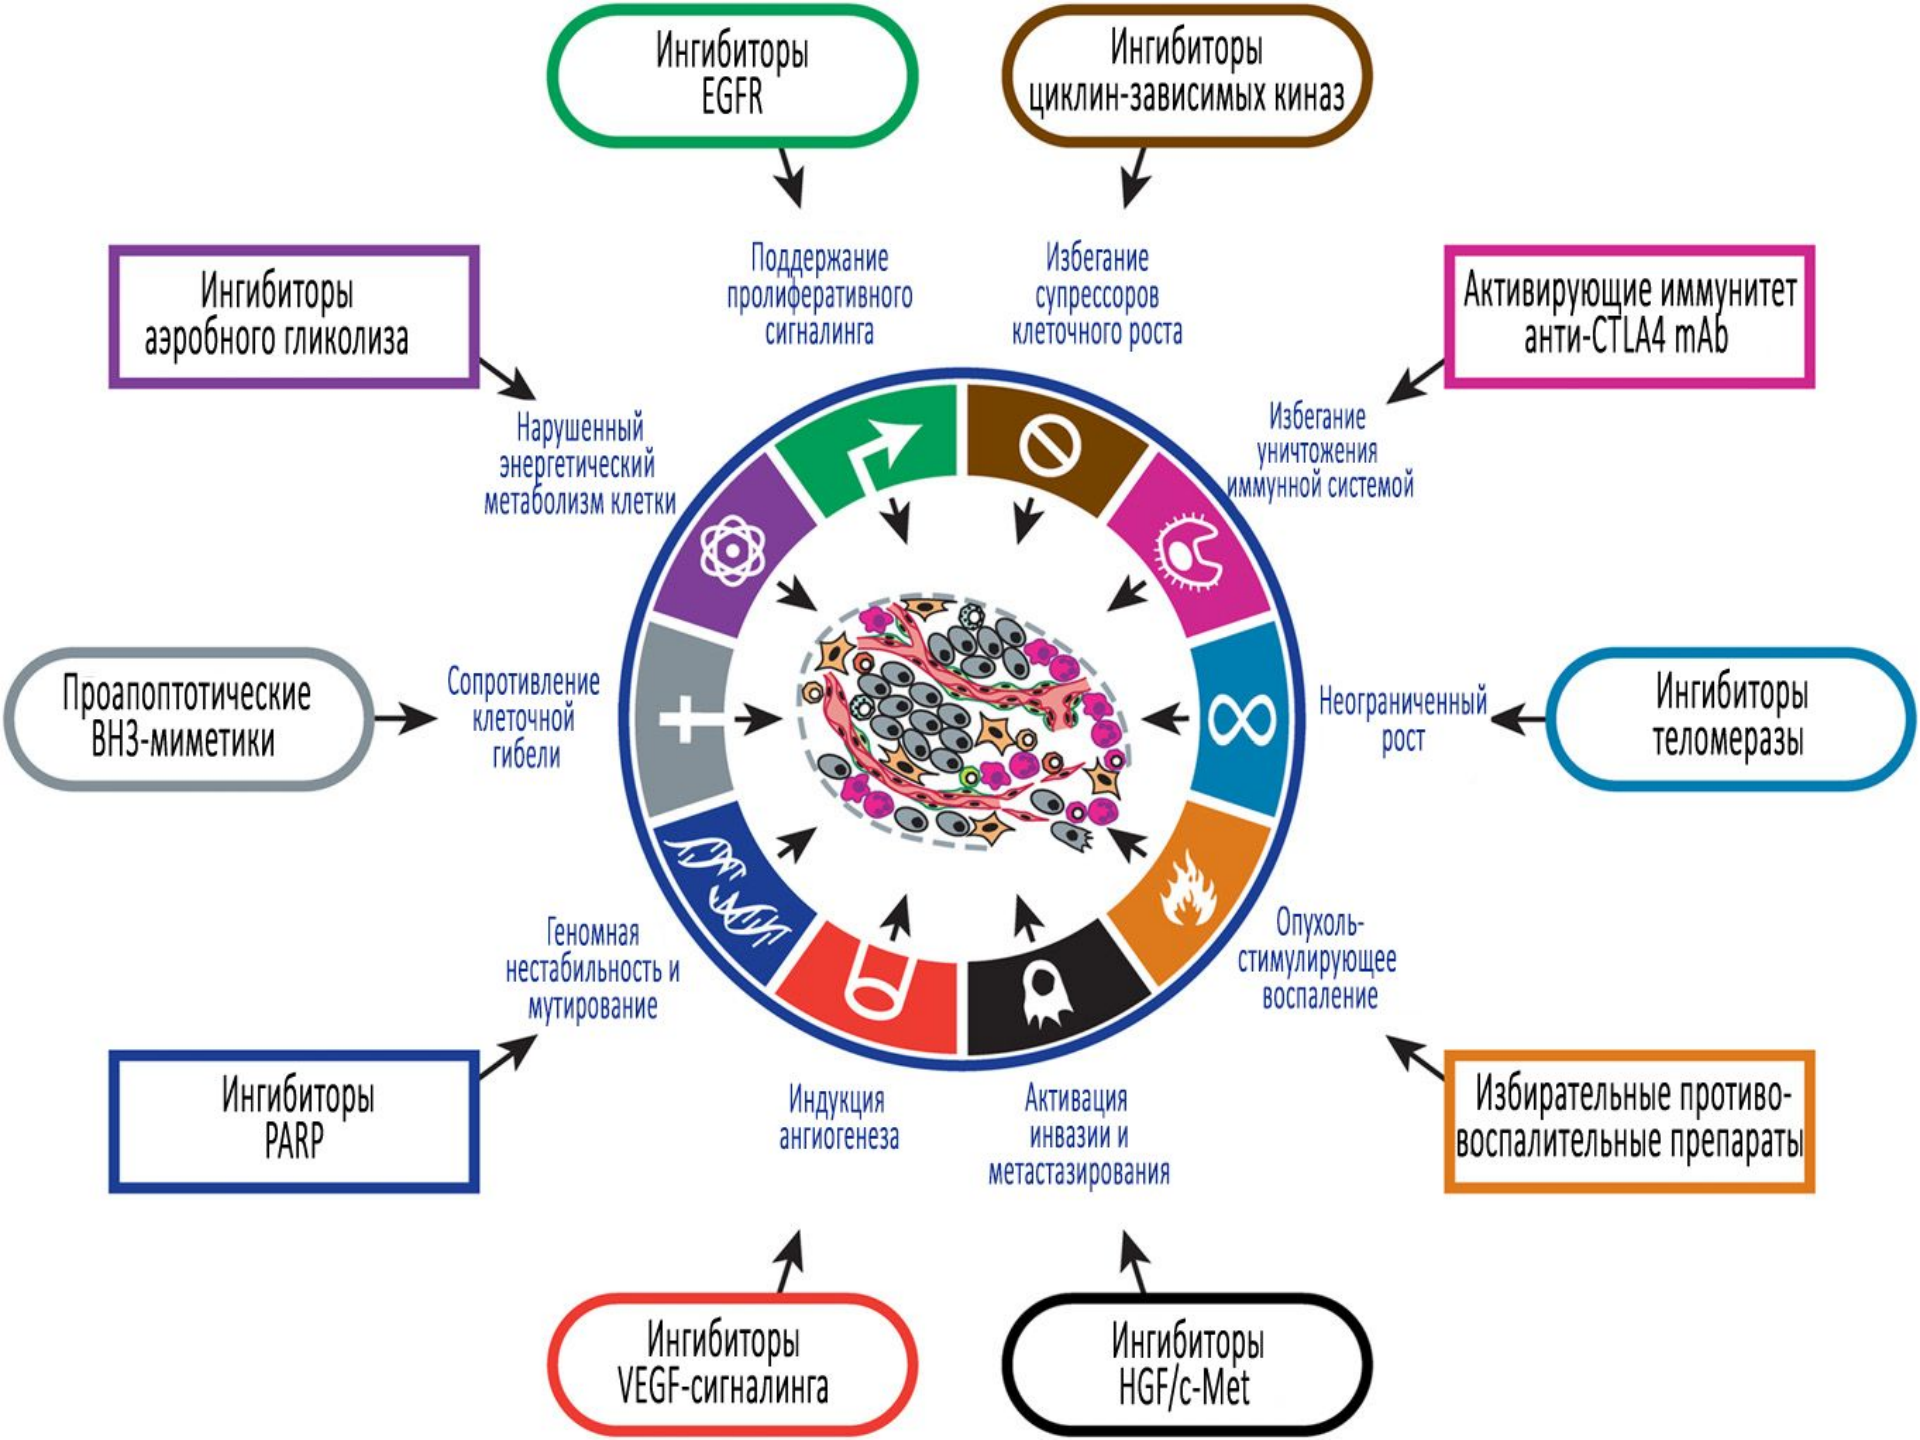 Ингибиторы
EGFR
Ингибиторы
циклин-зависимых киназ
Ингибиторы
аэробного гликолиза
Поддержание
пролиферативного
сигналинга
Избегание
супрессоров
клеточного роста
Активирующие иммунитет
анти-CTLA4 mAb
Нарушенный
энергетический
метаболизм клетки
Избегание
уничтожения
иммунной системой
Проапоптотические
BH3-миметики
Сопротивление
клеточной
гибели
Неограниченный
рост
Ингибиторы
теломеразы
Геномная
нестабильность и
мутирование
Опухоль-
стимулирующее
воспаление
Ингибиторы
PARP
Индукция
ангиогенеза
Активация
инвазии и
метастазирования
Избирательные противо-
воспалительные препараты
Ингибиторы
VEGF-сигналинга
Ингибиторы
HGF/c-Met